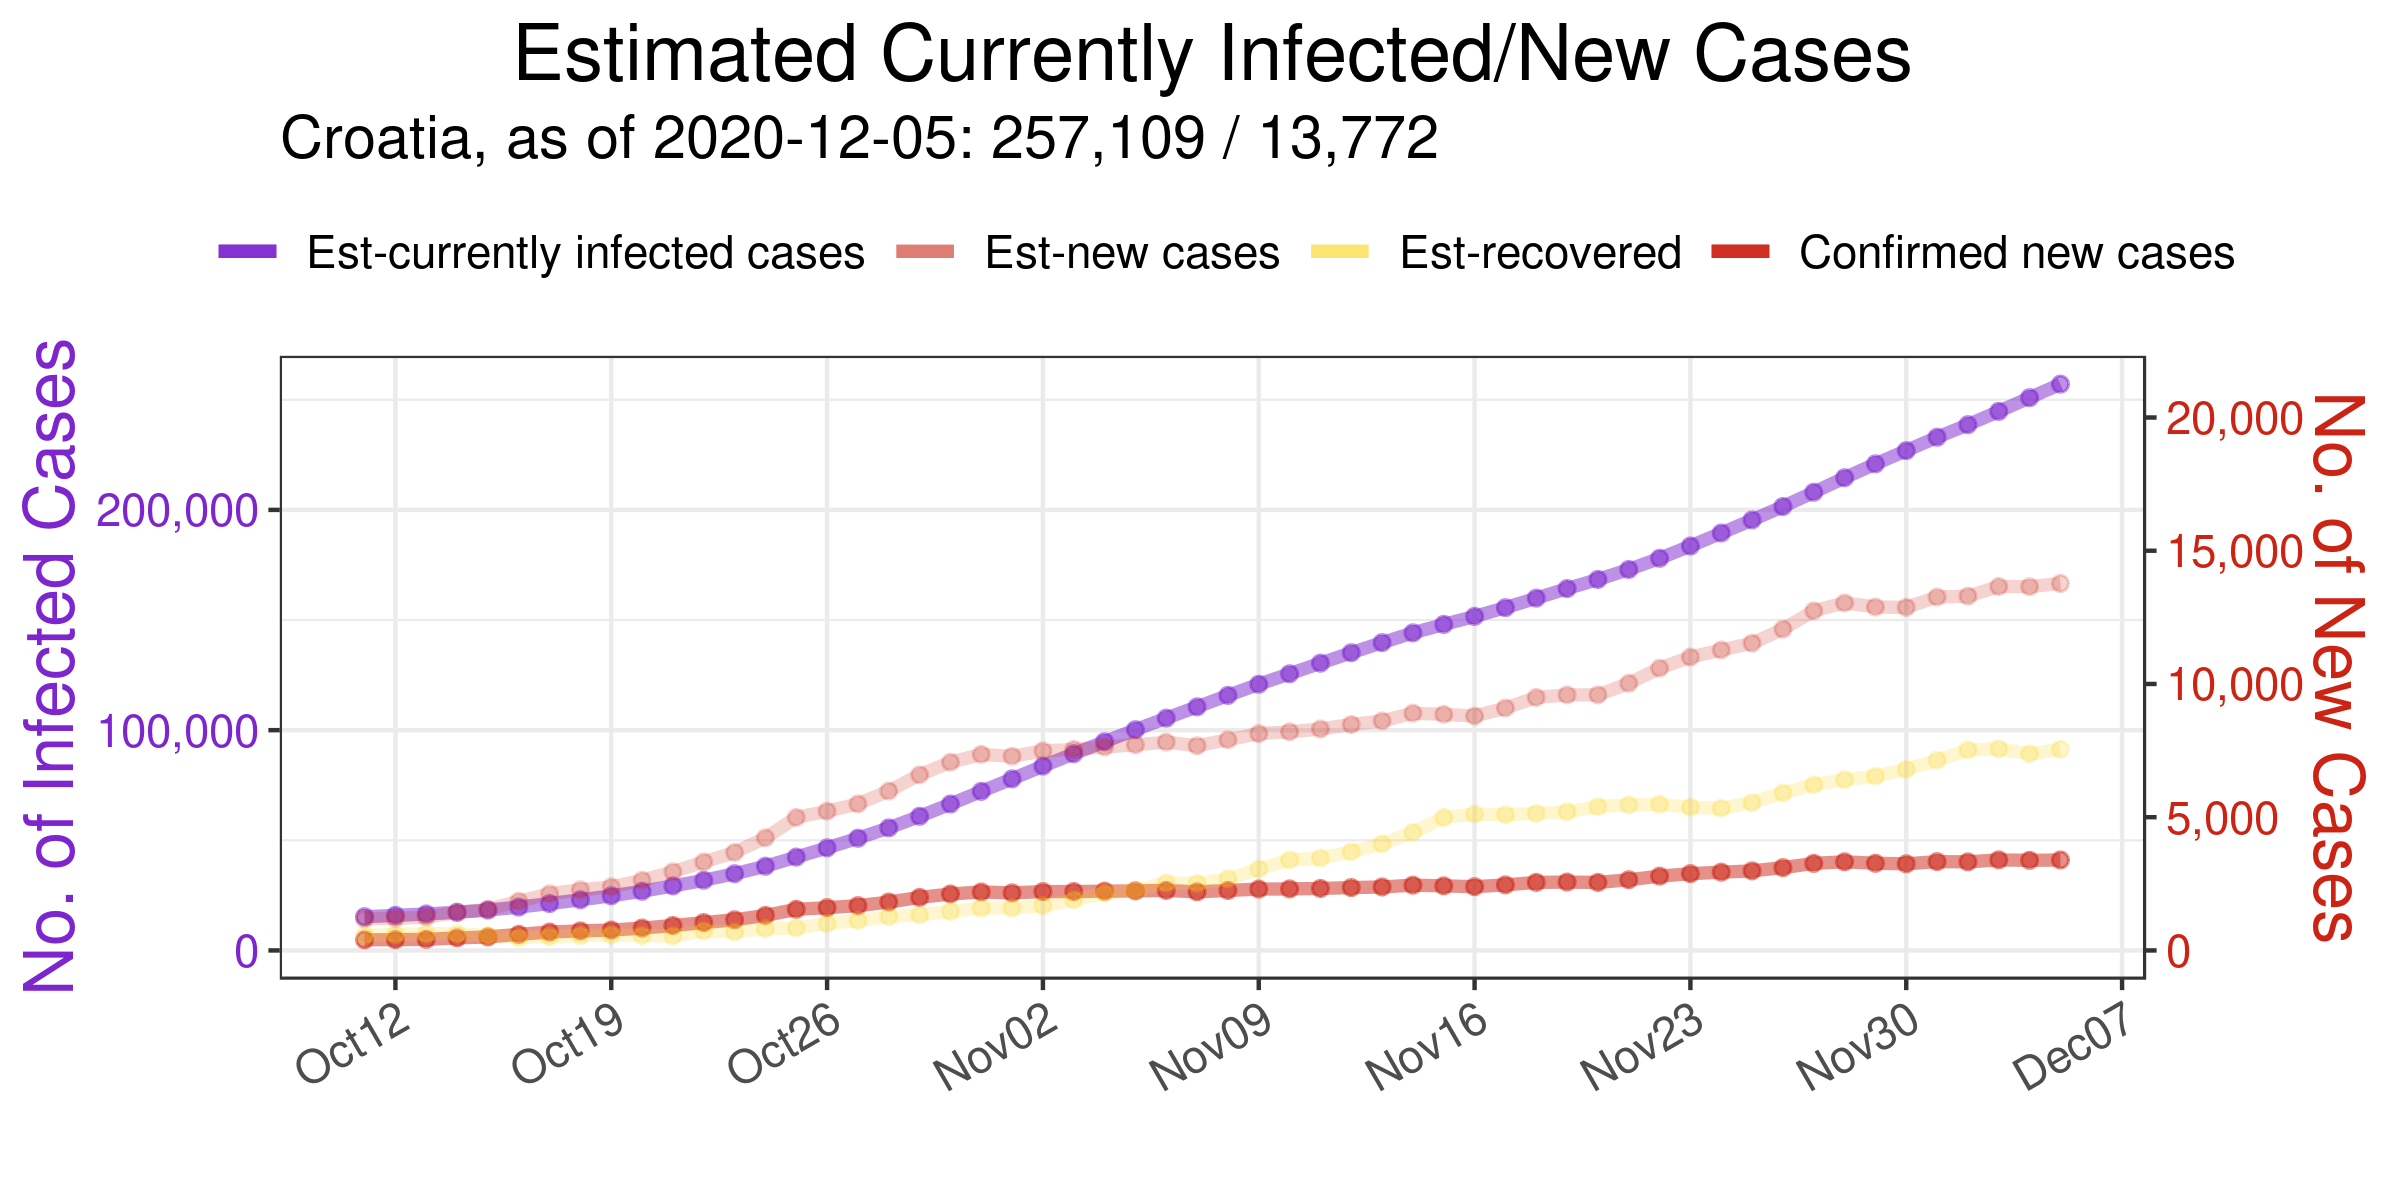 Estimated Currently Infected/New Cases
Croatia, as of 2020-12-05: 257,109 / 13,772
Est-currently infected cases Est-new cases Est-recovered Confirmed new cases
No. of Infected Cases
200,000
100,000
0
20,000
15,000
10,000
5,000
0
No. of New Cases
Oct12 Oct19 Oct26 Nov02 Nov09 Nov16 Nov23 Nov30 Dec07